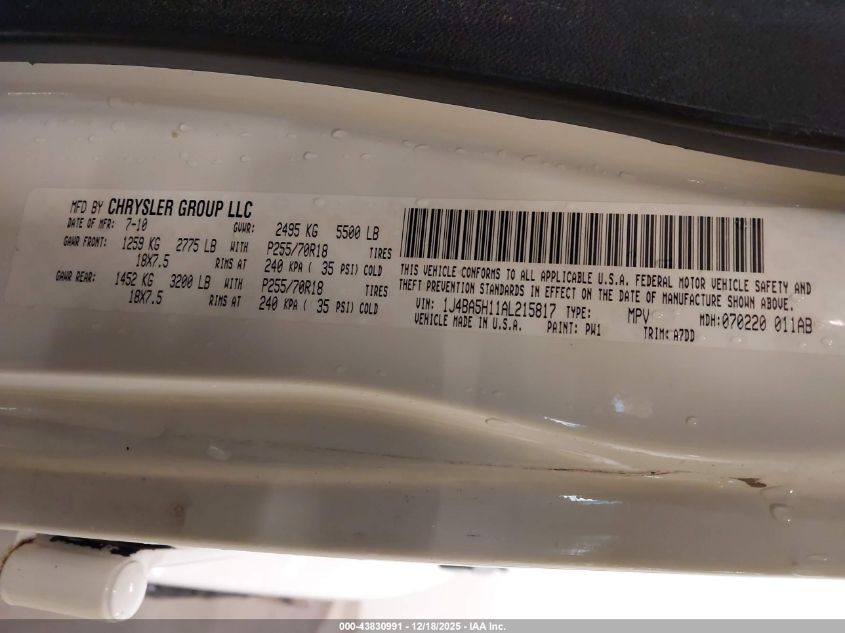 MFD BY CHRYSLER GROUP LLC
DATE OF MFR: 7-10 GVWR: 2495 KG 5500 LB
GAWR FRONT: 1259 KG 2775 LB WITH P255/70R18 TIRES
18X7.5 RIMS AT 240 KPA ( 35 PSI) COLD
GAWR REAR: 1452 KG 3200 LB WITH P255/70R18 TIRES
18X7.5 RIMS AT 240 KPA ( 35 PSI) COLD
THIS VEHICLE CONFORMS TO ALL APPLICABLE U.S.A. FEDERAL MOTOR VEHICLE SAFETY AND
THEFT PREVENTION STANDARDS IN EFFECT ON THE DATE OF MANUFACTURE SHOWN ABOVE.
VIN: 1J4BA5H11AL215817 TYPE: MPV MDH:070220 011AB
VEHICLE MADE IN U.S.A. PAINT: PW1 TRIM: A7DD
000-43830991 - 12/18/2025 - IAA Inc.